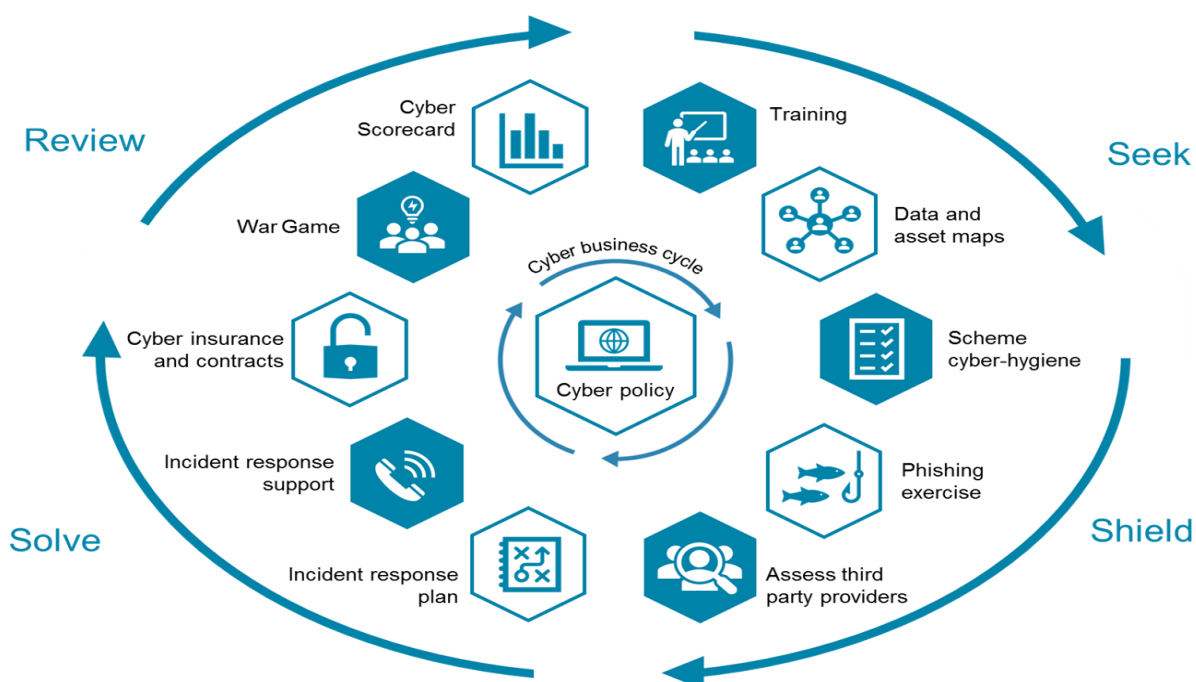 Cyber
Scorecard
Training
Review
Seek
War Game
Data and
asset maps
Cyber business cycle
Cyber insurance
and contracts
Cyber policy
Scheme
cyber-hygiene
Incident response
support
Phishing
exercise
Solve
Shield
Incident response
plan
Assess third
party providers